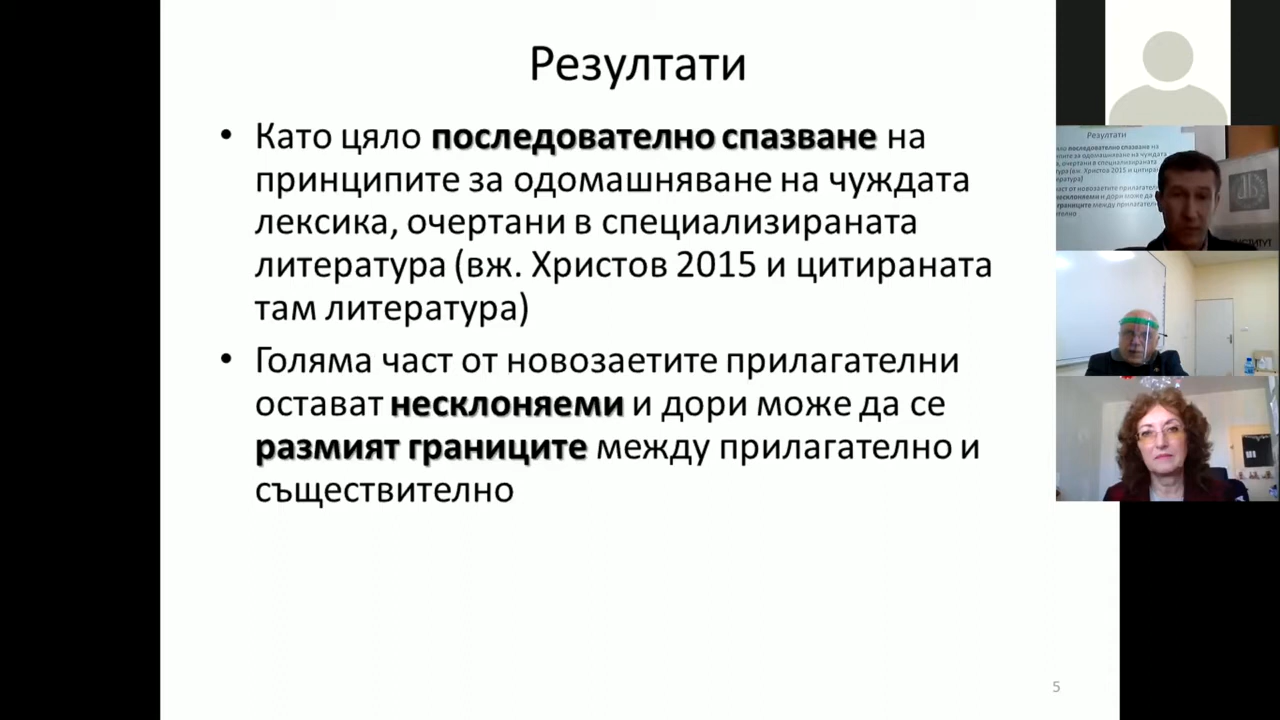 Резултати
• Като цяло последователно спазване на
принципите за одомашняване на чуждата
лексика, очертани в специализираната
литература (вж. Христов 2015 и цитираната
там литература)
• Голяма част от новозаетите прилагателни
остават несклоняеми и дори може да се
размият границите между прилагателно и
съществително
5
Резултати